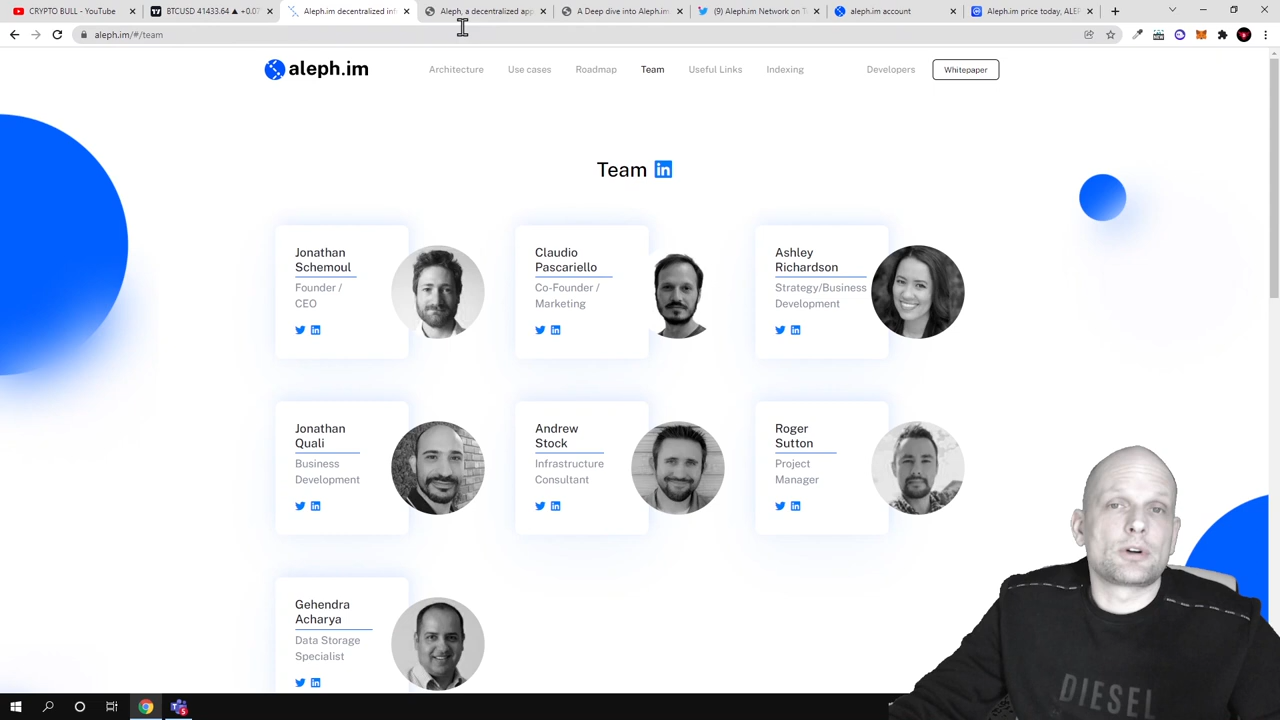 CRYPTO BULL - YouTube
BTCUSD 41433.64 ▲ +0.07
Aleph.im decentralized inf
Aleph, a decentralized app
A Deep dive into Aleph.im
(9) Aleph.im Network on T
aleph.im account
Aleph.im price today, ALEP
aleph.im/#/team
aleph.im
Architecture
Use cases
Roadmap
Team
Useful Links
Indexing
Developers
Whitepaper
Team in
Jonathan
Schemoul
Founder /
CEO
Claudio
Pascariello
Co-Founder /
Marketing
Ashley
Richardson
Strategy/Business
Development
Jonathan
Quali
Business
Development
Andrew
Stock
Infrastructure
Consultant
Roger
Sutton
Project
Manager
Gehendra
Acharya
Data Storage
Specialist
DIESEL